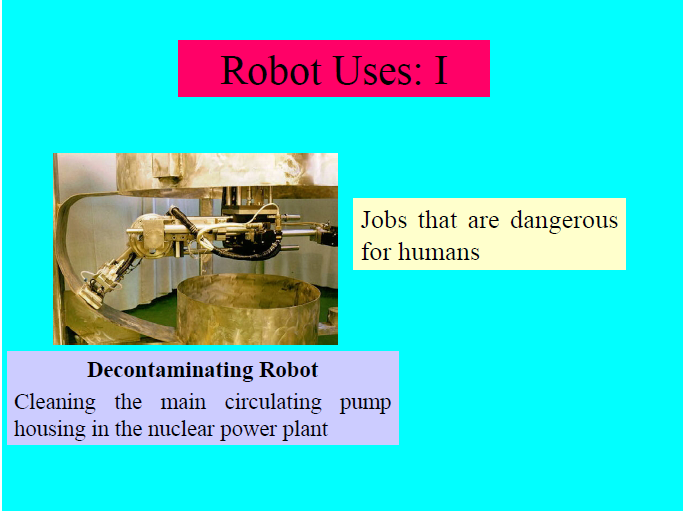 Robot Uses: I
Jobs that are dangerous
for humans
Decontaminating Robot
Cleaning the main circulating pump
housing in the nuclear power plant